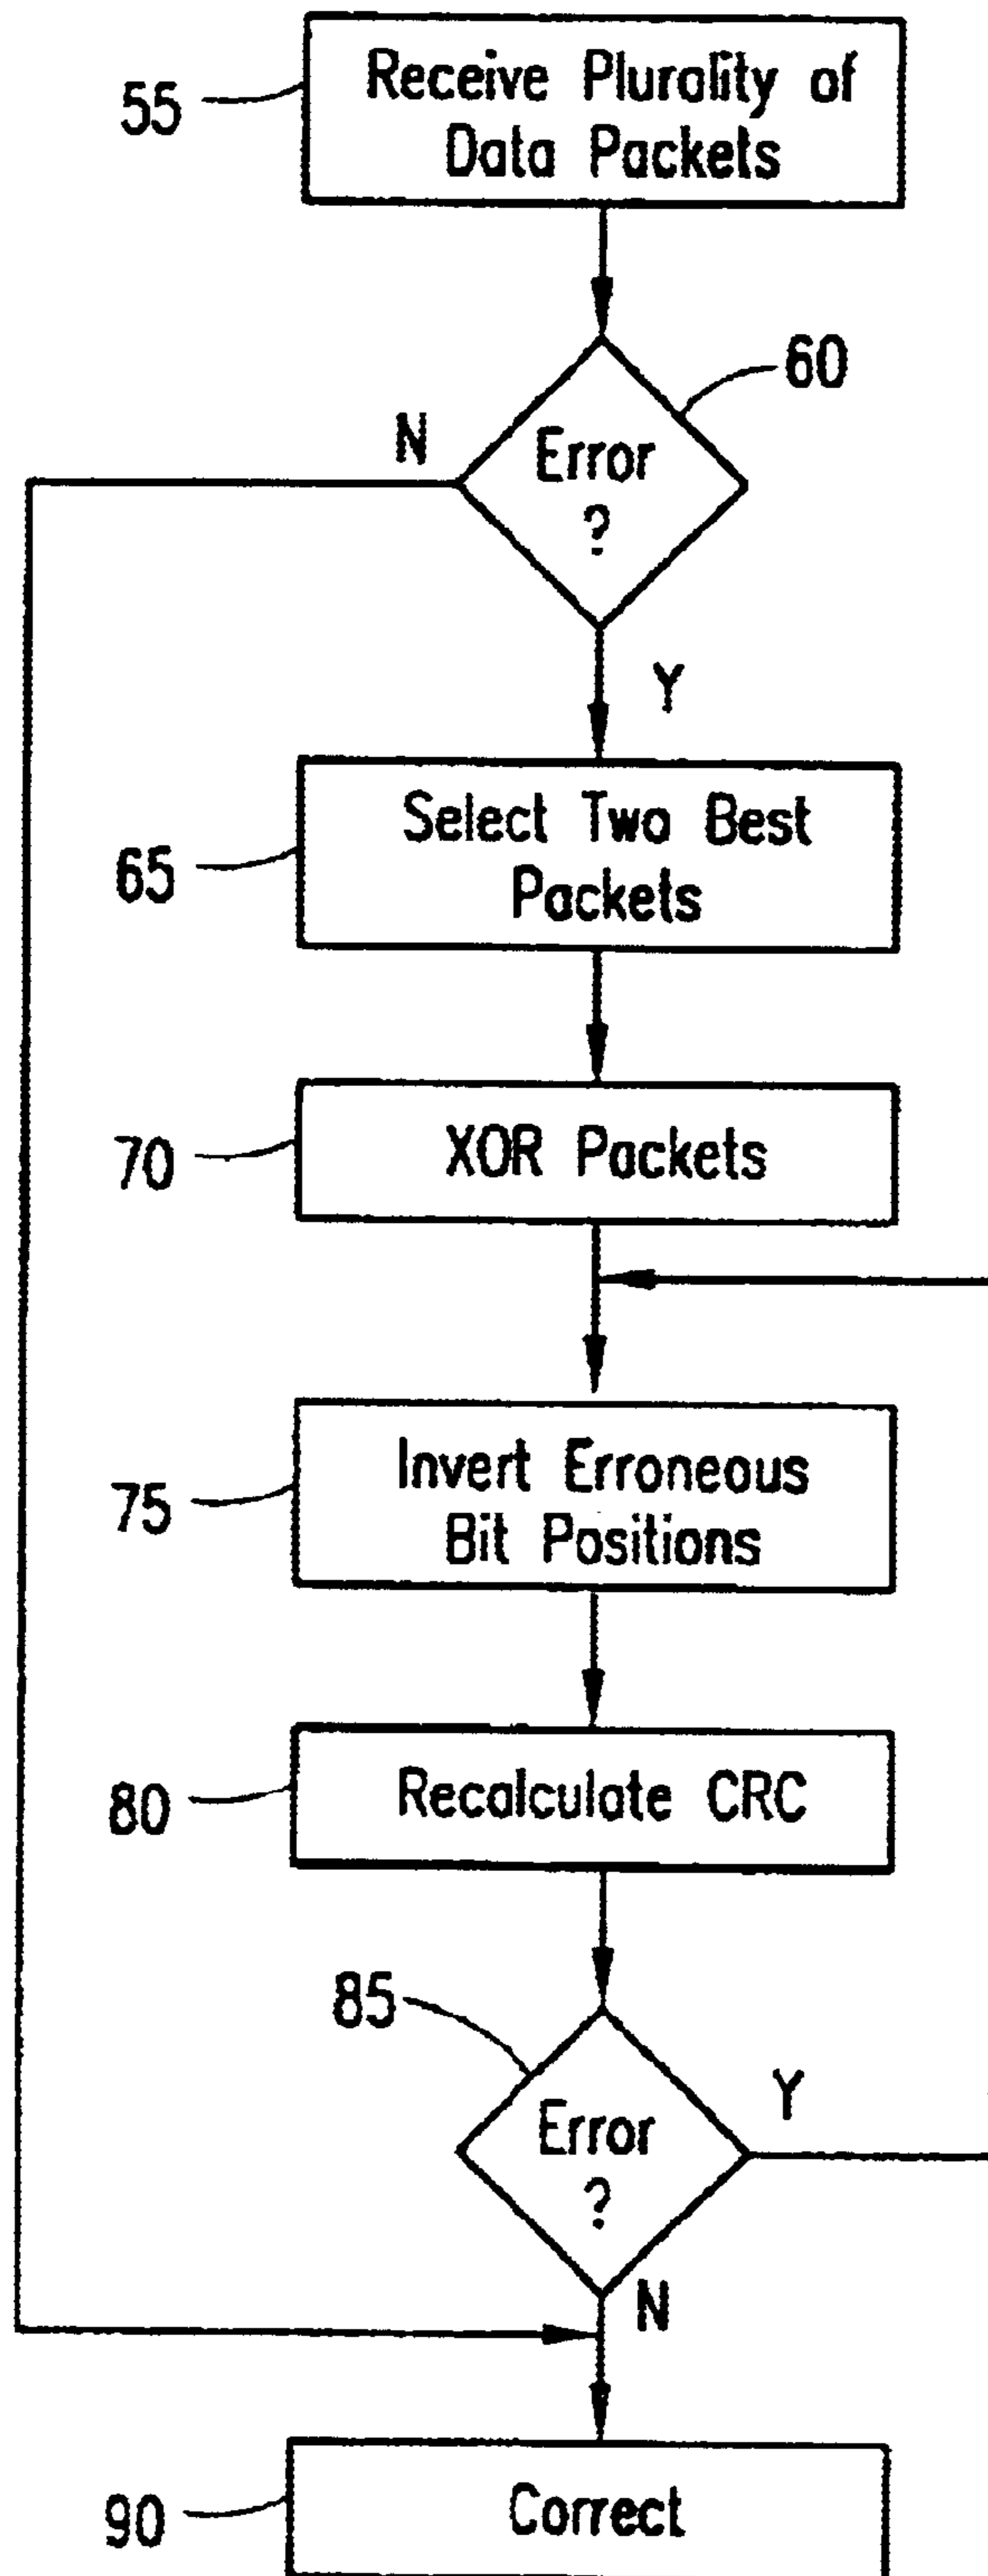 55
Receive Plurality of
Data Packets
60
N
Error
?
Y
65
Select Two Best
Packets
70
XOR Packets
75
Invert Erroneous
Bit Positions
80
Recalculate CRC
85
Error
?
Y
N
90
Correct